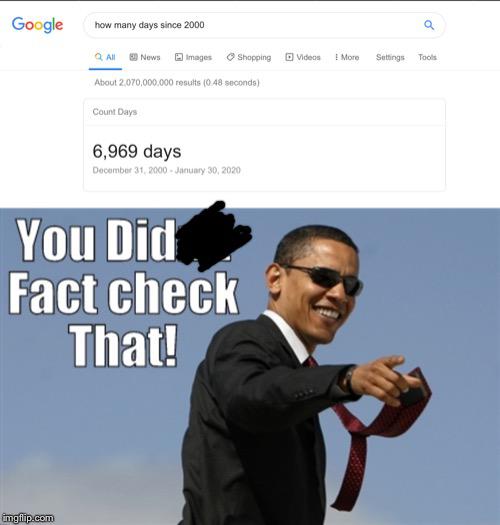 Google
how many days since 2000
All News Images Shopping Videos More Settings Tools
About 2,070,000,000 results (0.48 seconds)
Count Days
6,969 days
December 31, 2000 - January 30, 2020
You Did
Fact check
That!
imgflip.com